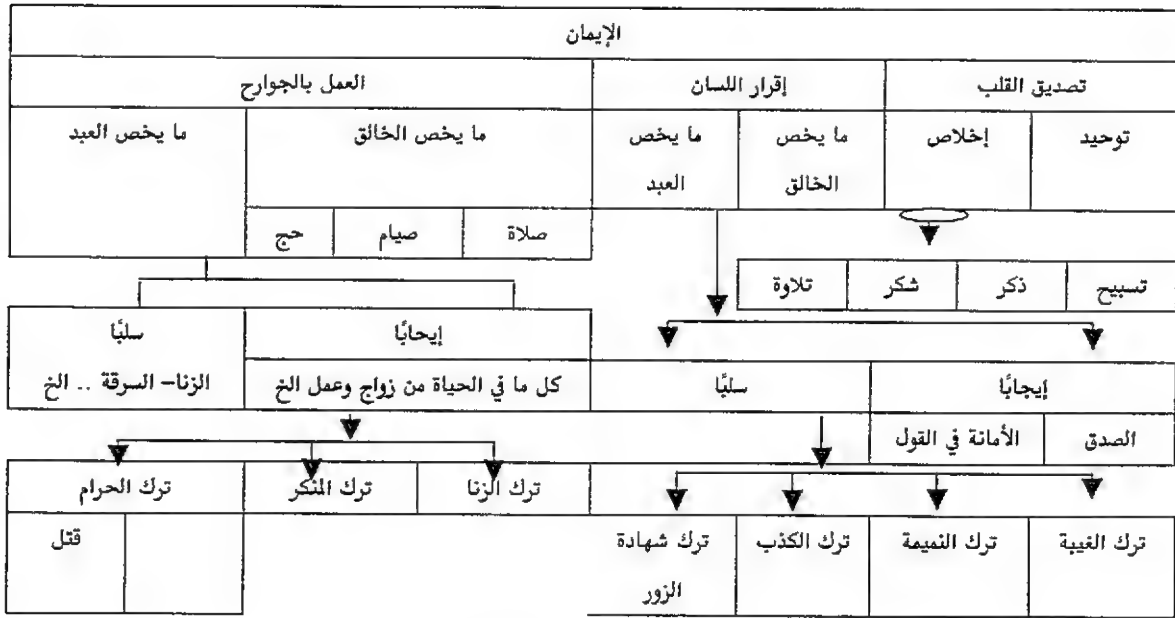 الإيمان
تصديق القلب
إقرار اللسان
العمل بالجوارح
توحيد
إخلاص
ما يخص
الخالق
ما يخص
العبد
ما يخص الخالق
ما يخص العبد
صلاة
صيام
حج
تسبيح
ذكر
شكر
تلاوة
إيجابًا
سلبًا
إيحابًا
كل ما في الحياة من زواج وعمل الخ
سلبًا
الزنا– السرقة .. الخ
الصدق
الأمانة في القول
ترك الزنا
ترك المنكر
ترك الحرام
ترك الغيبة
ترك النميمة
ترك الكذب
ترك شهادة
الزور
قتل